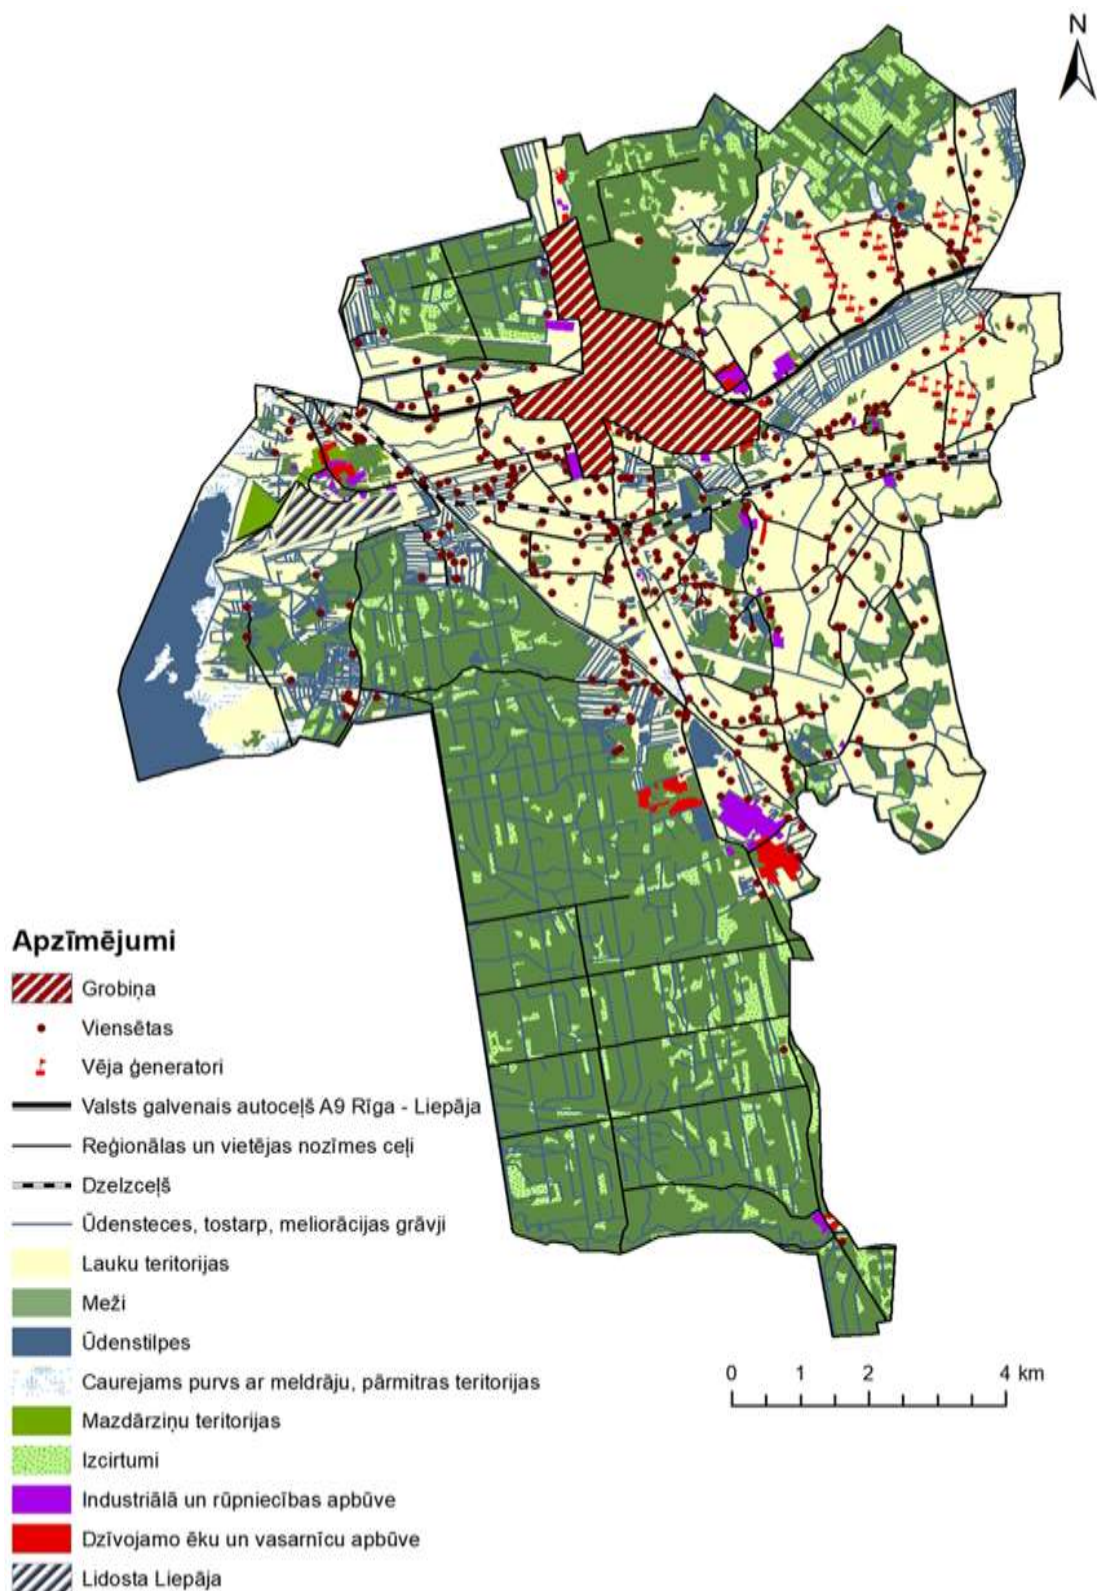 N
Apzīmējumi
Grobiņa
Viensētas
Vēja ģeneratori
Valsts galvenais autoceļš A9 Rīga - Liepāja
Reģionālas un vietējas nozīmes ceļi
Dzelzceļš
Ūdensteces, tostarp, meliorācijas grāvji
Lauku teritorijas
Meži
Ūdenstilpes
Caurejams purvs ar meldrāju, pārmitras teritorijas
Mazdārziņu teritorijas
Izcirtumi
Industriālā un rūpniecības apbūve
Dzīvojamo ēku un vasarnīcu apbūve
Lidosta Liepāja
0 1 2 4 km